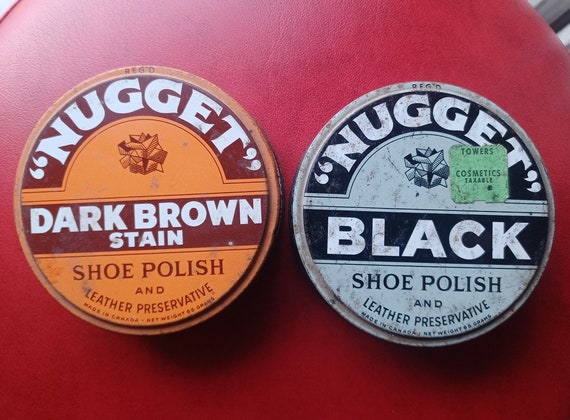 REG'D
"NUGGET"
DARK BROWN
STAIN
SHOE POLISH
AND
LEATHER PRESERVATIVE
MADE IN CANADA - NET WEIGHT 65 GRAMS
REG'D
"NUGGET"
TOWERS
COSMETICS
TAXABLE
BLACK
SHOE POLISH
AND
LEATHER PRESERVATIVE
MADE IN CANADA - NET WEIGHT 65 GRAMS